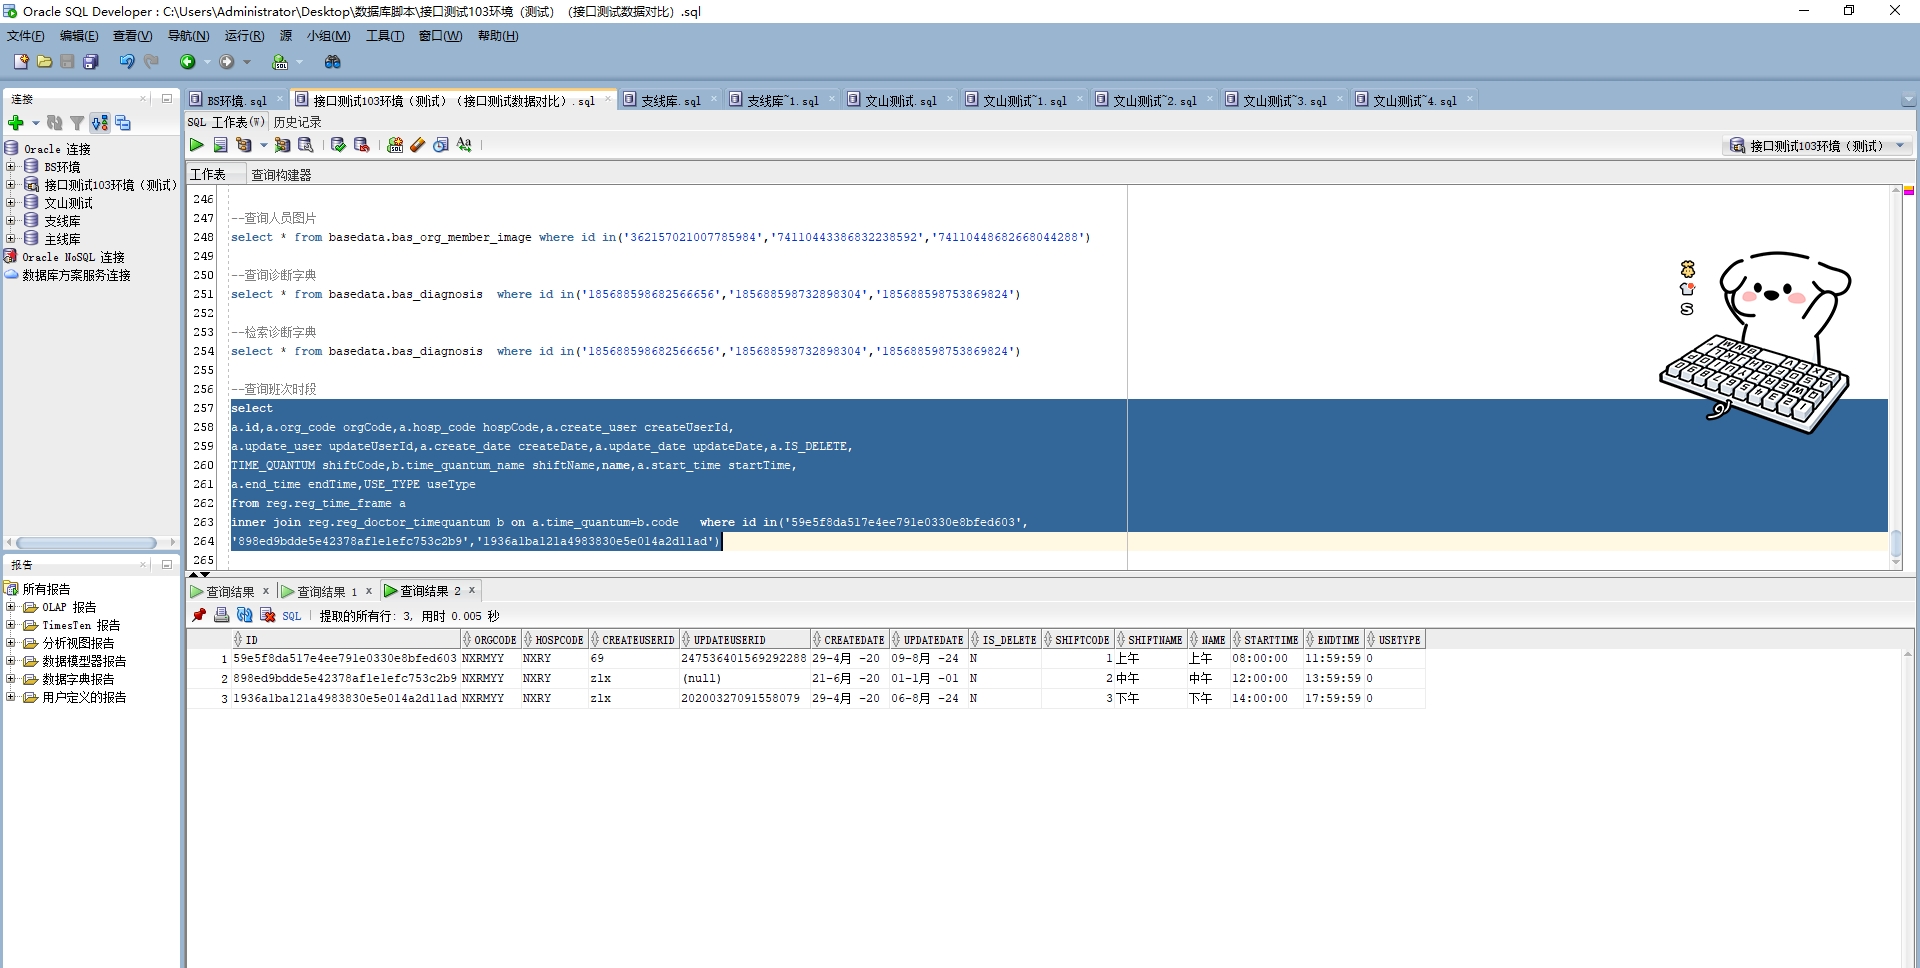 Oracle SQL Developer : C:\Users\Administrator\Desktop\数据库脚本\接口测试103环境（测试）（接口测试数据对比）.sql
文件(F) 编辑(E) 查看(V) 导航(N) 运行(R) 源 小组(M) 工具(T) 窗口(W) 帮助(H)
连接
BS环境.sql 接口测试103环境（测试）（接口测试数据对比）.sql 支线库.sql 支线库~1.sql 文山测试.sql 文山测试~1.sql 文山测试~2.sql 文山测试~3.sql 文山测试~4.sql
SQL 工作表(W) 历史记录
接口测试103环境（测试）
工作表 查询构建器
Oracle 连接
BS环境
接口测试103环境（测试）
文山测试
支线库
主线库
Oracle NoSQL 连接
数据库方案服务连接
246
247 --查询人员图片
248 select * from basedata.bas_org_member_image where id in('362157021007785984','74110443386832238592','74110448682668044288')
249
250 --查询诊断字典
251 select * from basedata.bas_diagnosis  where id in('185688598682566656','185688598732898304','185688598753869824')
252
253 --检索诊断字典
254 select * from basedata.bas_diagnosis  where id in('185688598682566656','185688598732898304','185688598753869824')
255
256 --查询班次时段
257 select
258 a.id,a.org_code orgCode,a.hosp_code hospCode,a.create_user createUserId,
259 a.update_user updateUserId,a.create_date createDate,a.update_date updateDate,a.IS_DELETE,
260 TIME_QUANTUM shiftCode,b.time_quantum_name shiftName,name,a.start_time startTime,
261 a.end_time endTime,USE_TYPE useType
262 from reg.reg_time_frame a
263 inner join reg.reg_doctor_timequantum b on a.time_quantum=b.code   where id in('59e5f8da517e4ee791e0330e8bfed603',
264 '898ed9bdde5e42378af1e1efc753c2b9','1936a1ba121a4983830e5e014a2d11ad')
265
报告
所有报告
OLAP 报告
TimesTen 报告
分析视图报告
数据模型器报告
数据字典报告
用户定义的报告
查询结果 查询结果 1 查询结果 2
SQL 提取的所有行: 3, 用时 0.005 秒
ID ORGCODE HOSPCODE CREATEUSERID UPDATEUSERID CREATEDATE UPDATEDATE IS_DELETE SHIFTCODE SHIFTNAME NAME STARTTIME ENDTIME USETYPE
1 59e5f8da517e4ee791e0330e8bfed603 NXRMYY NXRY 69 247536401569292288 29-4月 -20 09-8月 -24 N 1 上午 上午 08:00:00 11:59:59 0
2 898ed9bdde5e42378af1e1efc753c2b9 NXRMYY NXRY zlx (null) 21-6月 -20 01-1月 -01 N 2 中午 中午 12:00:00 13:59:59 0
3 1936a1ba121a4983830e5e014a2d11ad NXRMYY NXRY zlx 20200327091558079 29-4月 -20 06-8月 -24 N 3 下午 下午 14:00:00 17:59:59 0